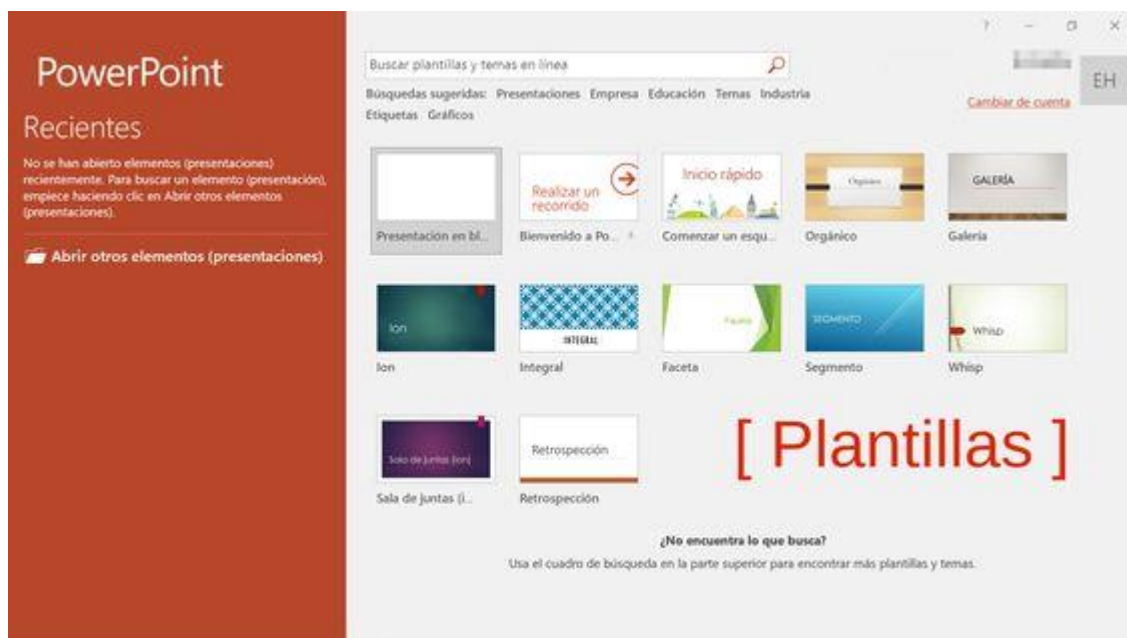 PowerPoint
Recientes
No se han abierto elementos (presentaciones)
recientemente. Para buscar un elemento (presentación),
empiece haciendo clic en Abrir otros elementos
(presentaciones).
Abrir otros elementos (presentaciones)
? 
EH
Cambiar de cuenta
Buscar plantillas y temas en línea
Búsquedas sugeridas: Presentaciones Empresa Educación Temas Industria
Etiquetas Gráficos
Realizar un
recorrido
Inicio rápido
Orgánico
GALERÍA
Presentación en bl...
Bienvenido a Po...
Comenzar un esqu...
Orgánico
Galería
Ion
INTEGRAL
Faceta
SEGMENTO
Whisp
Ion
Integral
Faceta
Segmento
Whisp
Sala de juntas (Ion)
Retrospección
[ Plantillas ]
Sala de juntas (i...
Retrospección
¿No encuentra lo que busca?
Usa el cuadro de búsqueda en la parte superior para encontrar más plantillas y temas.